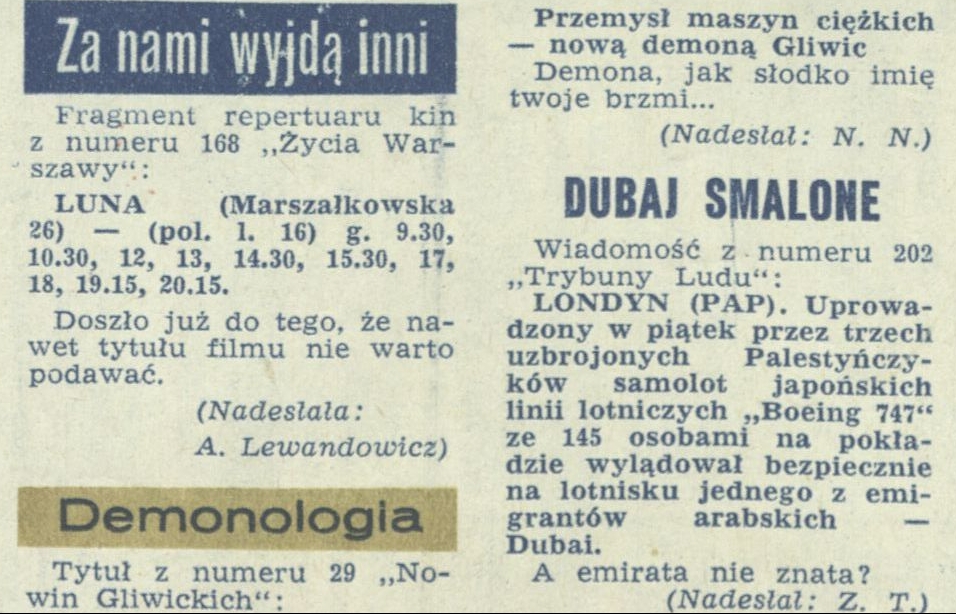 Za nami wyjdą inni
Fragment repertuaru kin
z numeru 168 „Życia War-
szawy“:
LUNA (Marszałkowska
26) — (pol. l. 16) g. 9.30,
10.30, 12, 13, 14.30, 15.30, 17,
18, 19.15, 20.15.
Doszło już do tego, że na-
wet tytułu filmu nie warto
podawać.
(Nadesłała:
A. Lewandowicz)
Demonologia
Tytuł z numeru 29 „No-
win Gliwickich“:
Przemysł maszyn ciężkich
— nową demoną Gliwic
Demona, jak słodko imię
twoje brzmi...
(Nadesłał: N. N.)
DUBAJ SMALONE
Wiadomość z numeru 202
„Trybuny Ludu“:
LONDYN (PAP). Uprowa-
dzony w piątek przez trzech
uzbrojonych Palestyńczy-
ków samolot japońskich
linii lotniczych „Boeing 747“
ze 145 osobami na pokła-
dzie wylądował bezpiecznie
na lotnisku jednego z emi-
grantów arabskich —
Dubai.
A emirata nie znata?
(Nadesłał: Z. T.)